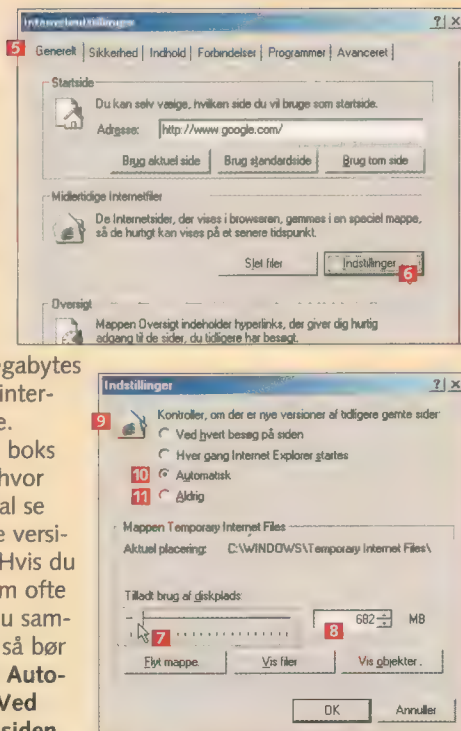 Internetindstillinger
? x
5
Generelt Sikkerhed Indhold Forbindelser Programmer Avanceret
Startside
Du kan selv vælge, hvilken side du vil bruge som startside.
Adresse: http://www.google.com/
Brug aktuel side Brug standardside Brug tom side
Midlertidige Internetfiler
De Internetsider, der vises i browseren, gemmes i en speciel mappe,
så de hurtigt kan vises på et senere tidspunkt.
Slet filer Indstillinger
6
Oversigt
Mappen Oversigt indeholder hyperlinks, der giver dig hurtig
adgang til de sider, du tidligere har besøgt.
egabytes
inter-
e.
boks
hvor
al se
e versi-
Hvis du
m ofte
u sam-
så bør
Auto-
Ved
siden
Indstillinger
? x
9
Kontroller, om der er nye versioner af tidligere gemte sider
Ved hvert besøg på siden
Hver gang Internet Explorer startes
10 Automatisk
11 Aldrig
Mappen Temporary Internet Files
Aktuel placering: C:\WINDOWS\Temporary Internet Files\
Tilladt brug af diskplads:
7
8
682 MB
Flyt mappe. Vis filer Vis objekter.
OK Annuller